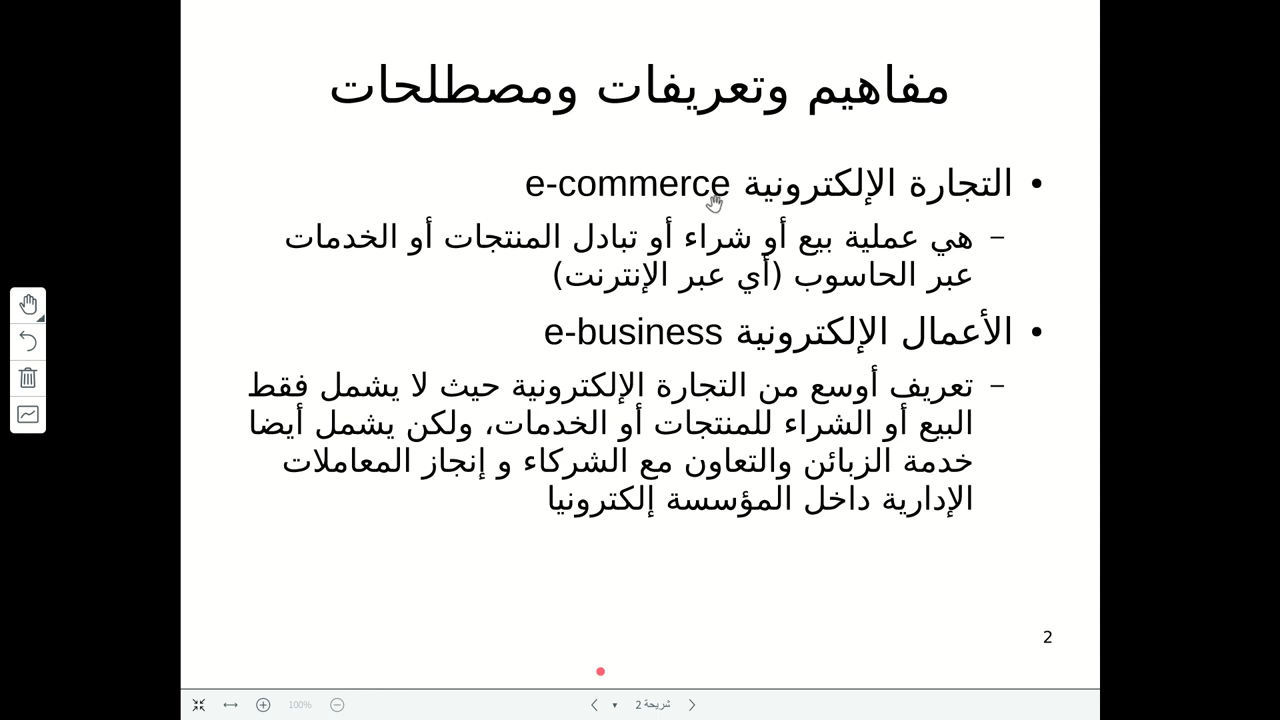 مفاهيم وتعريفات ومصطلحات
• التجارة الإلكترونية e-commerce
– هي عملية بيع أو شراء أو تبادل المنتجات أو الخدمات
عبر الحاسوب (أي عبر الإنترنت)
• الأعمال الإلكترونية e-business
– تعريف أوسع من التجارة الإلكترونية حيث لا يشمل فقط
البيع أو الشراء للمنتجات أو الخدمات، ولكن يشمل أيضا
خدمة الزبائن والتعاون مع الشركاء و إنجاز المعاملات
الإدارية داخل المؤسسة إلكترونيا
2
100%
شريحة 2